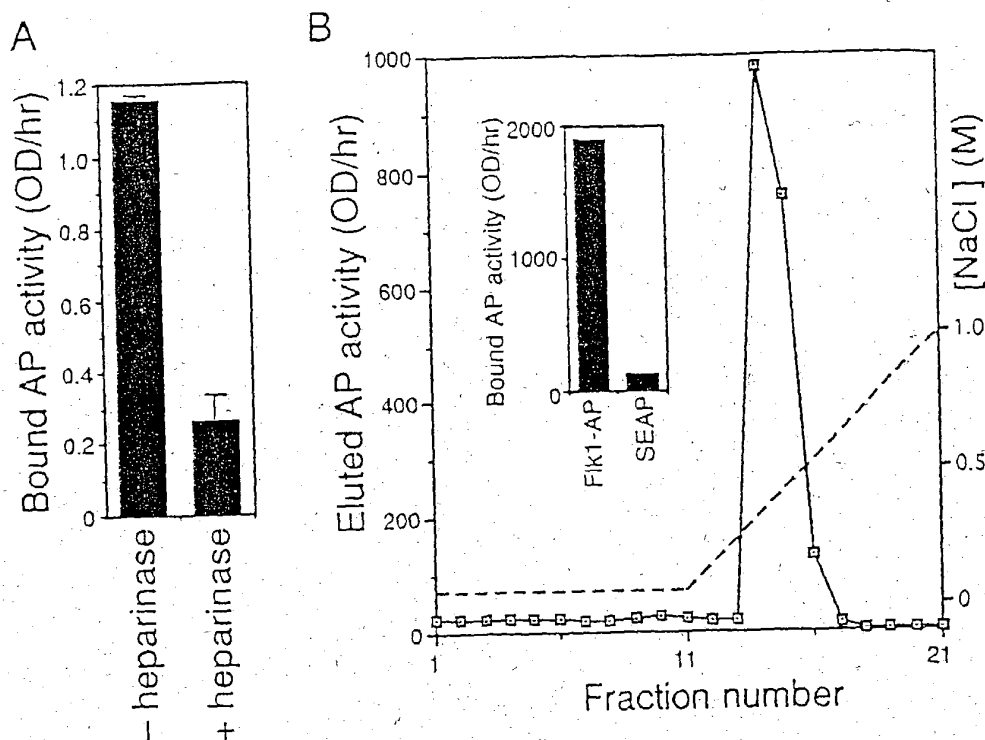 A
Bound AP activity (OD/hr)
1.2
1.0
0.8
0.6
0.4
0.2
0
– heparinase
+ heparinase
B
Eluted AP activity (OD/hr)
1000
800
600
400
200
0
Bound AP activity (OD/hr)
2000
1000
0
Flk1-AP
SEAP
[NaCl] (M)
1.0
0.5
0
1
11
21
Fraction number